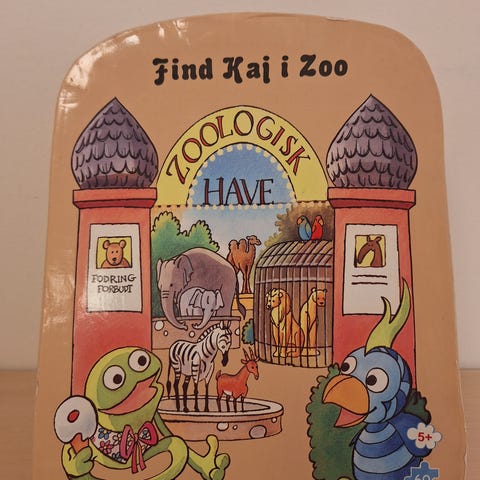 Find Kaj i Zoo
ZOOLOGISK
HAVE
FODRING
FORBUDT
5+